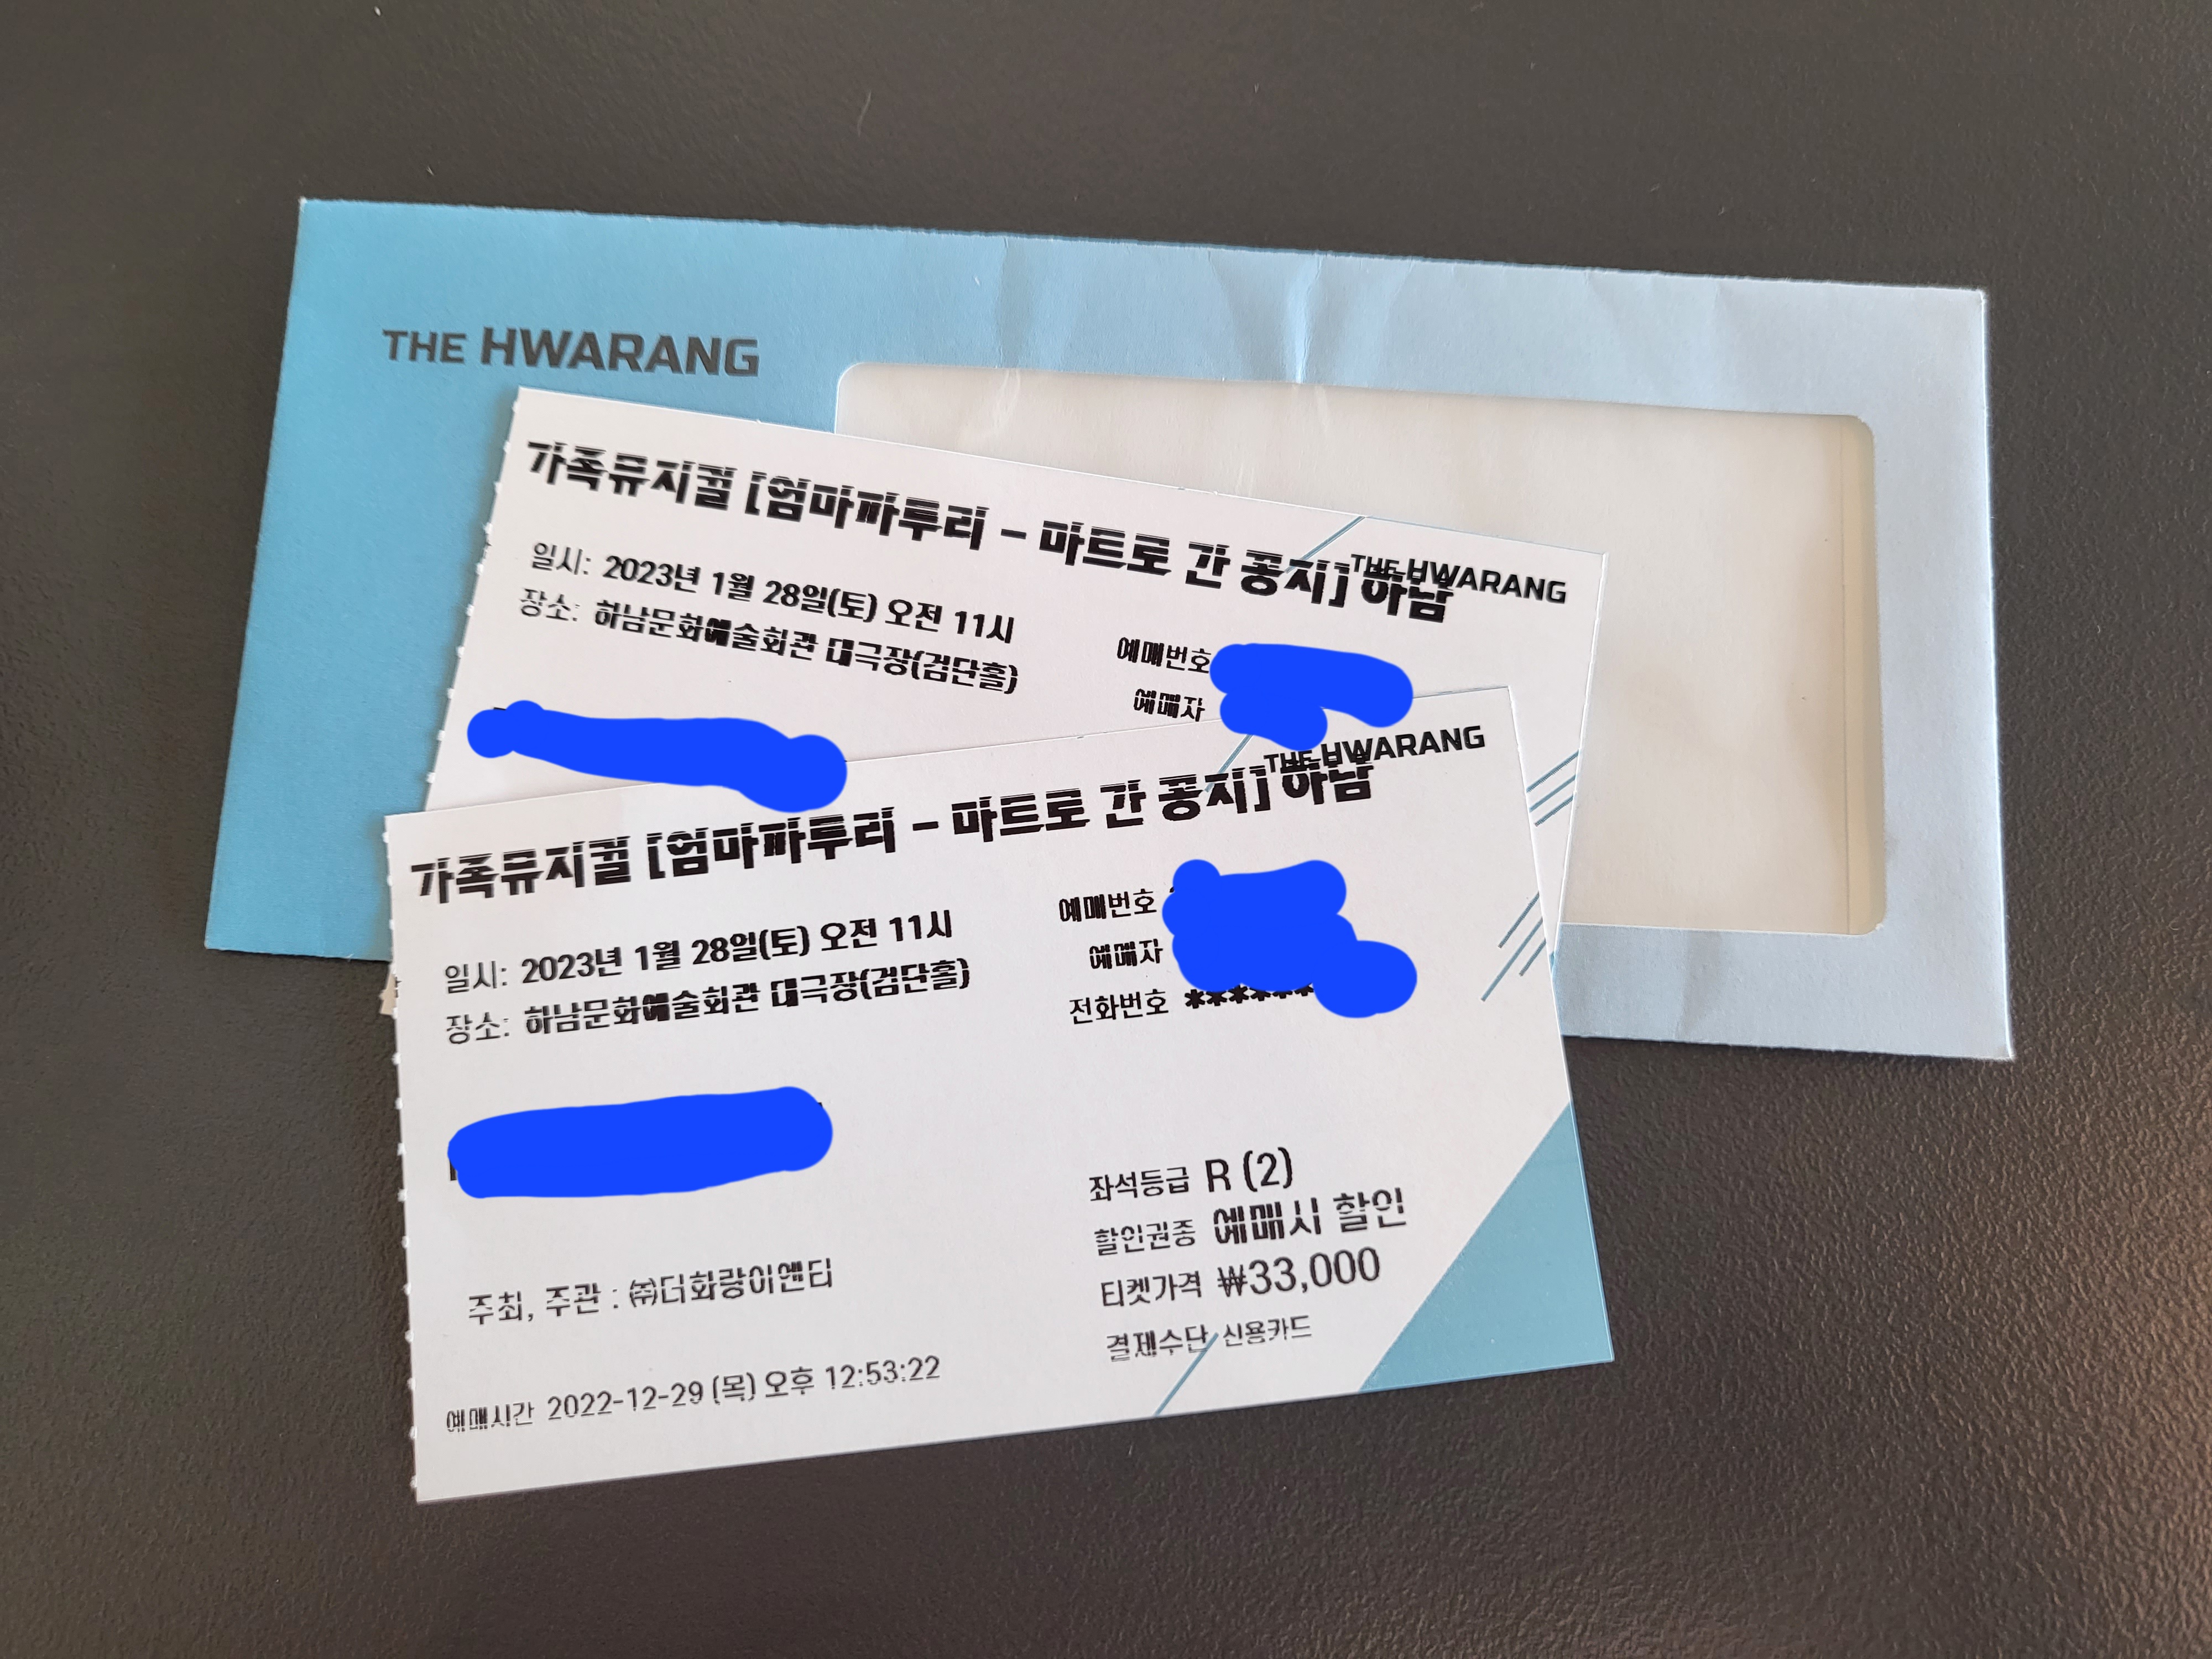 THE HWARANG
가족뮤지컬 [엄마까투리 - 마트로 간 꽁지] 하남
THE HWARANG
일시: 2023년 1월 28일(토) 오전 11시
장소: 하남문화예술회관 대극장(검단홀)
예매번호
예매자
THE HWARANG
가족뮤지컬 [엄마까투리 - 마트로 간 꽁지] 하남
일시: 2023년 1월 28일(토) 오전 11시
장소: 하남문화예술회관 대극장(검단홀)
예매번호
예매자
전화번호 ******
좌석등급 R (2)
할인권종 예매시 할인
티켓가격 ₩33,000
결제수단 신용카드
주최, 주관 : ㈜더화랑이앤티
예매시간 2022-12-29 (목) 오후 12:53:22